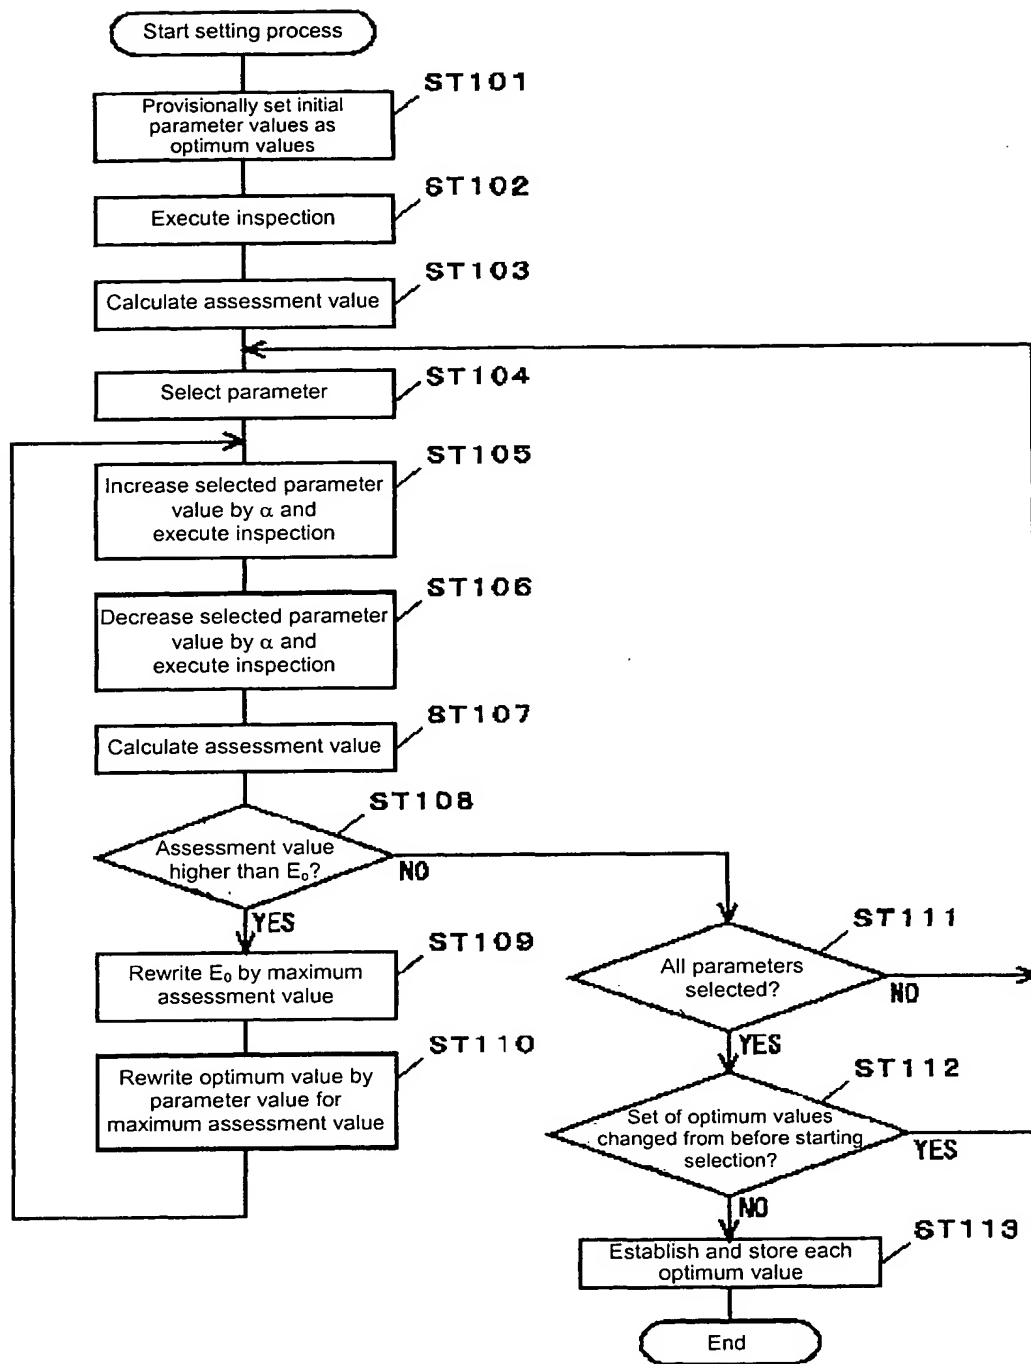 Start setting process
ST101
Provisionally set initial
parameter values as
optimum values
ST102
Execute inspection
ST103
Calculate assessment value
ST104
Select parameter
ST105
Increase selected parameter
value by α and
execute inspection
ST106
Decrease selected parameter
value by α and
execute inspection
ST107
Calculate assessment value
ST108
Assessment value
higher than E₀?
NO
YES
ST109
Rewrite E₀ by maximum
assessment value
ST110
Rewrite optimum value by
parameter value for
maximum assessment value
ST111
All parameters
selected?
NO
YES
ST112
Set of optimum values
changed from before starting
selection?
YES
NO
ST113
Establish and store each
optimum value
End